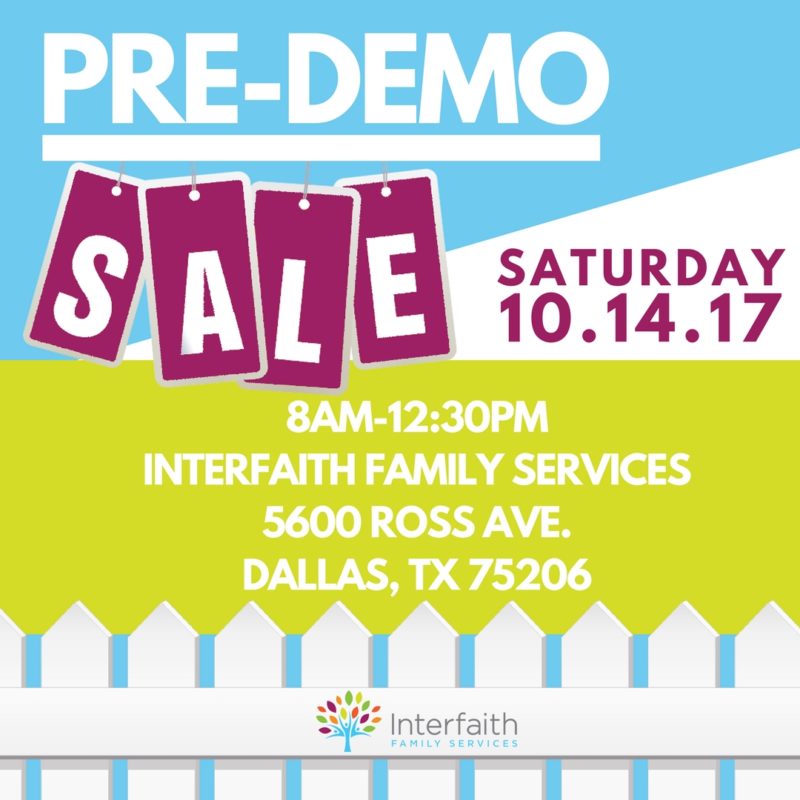 PRE-DEMO
SALE
SATURDAY
10.14.17
8AM-12:30PM
INTERFAITH FAMILY SERVICES
5600 ROSS AVE.
DALLAS, TX 75206
Interfaith
FAMILY SERVICES